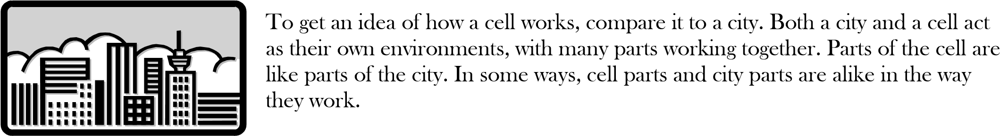 To get an idea of how a cell works, compare it to a city. Both a city and a cell act
as their own environments, with many parts working together. Parts of the cell are
like parts of the city. In some ways, cell parts and city parts are alike in the way
they work.